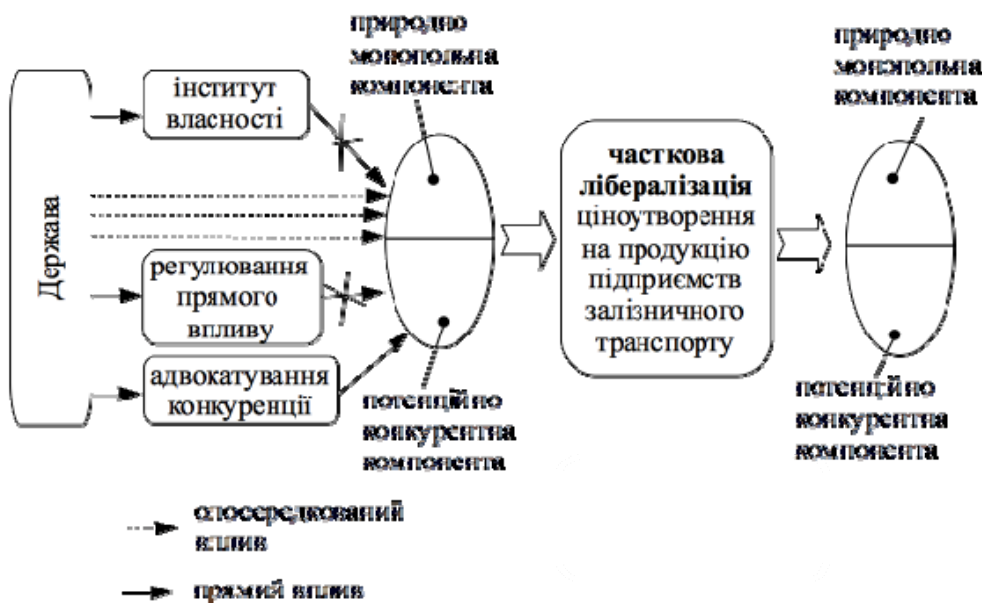 Держава
інститут
власності
регулювання
прямого
впливу
адвокатування
конкуренції
природно
монопольна
компонента
потенційно
конкурентна
компонента
часткова
лібералізація
ціноутворення
на продукцію
підприємств
залізничного
транспорту
природно
монопольна
компонента
потенційно
конкурентна
компонента
опосередкований
вплив
прямий вплив